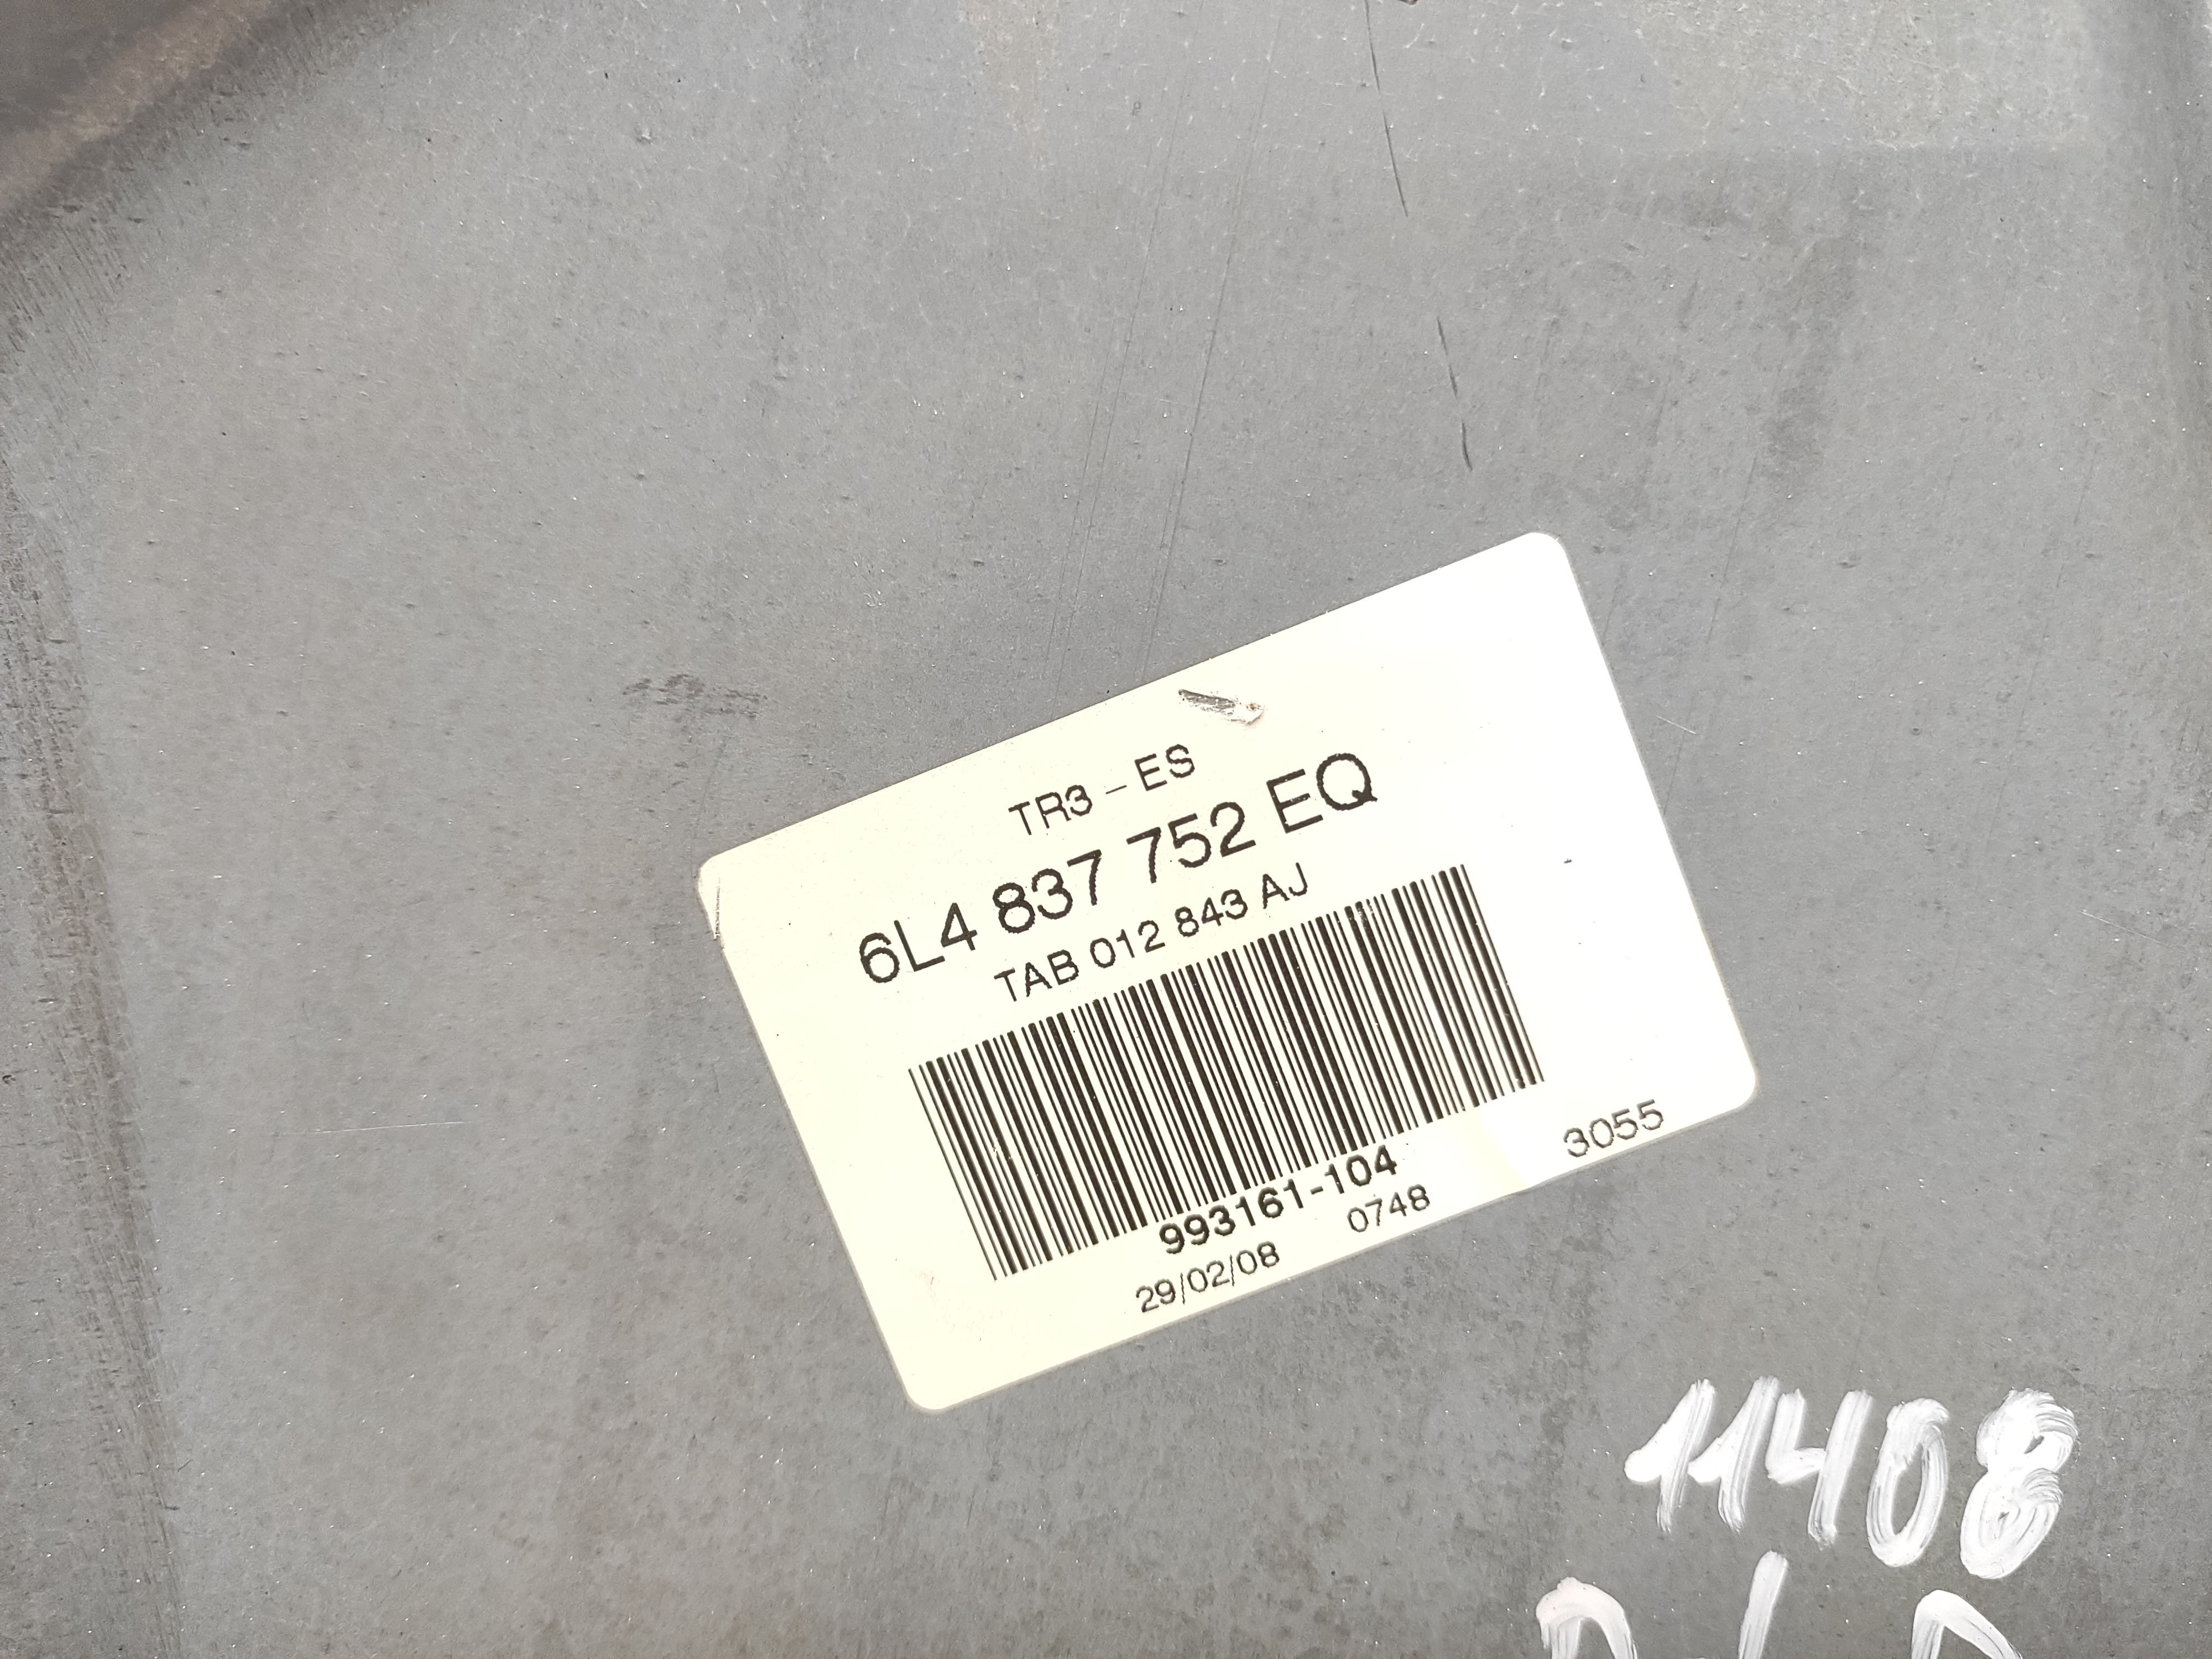 TR3 – ES
6L4 837 752 EQ
TAB 012 843 AJ
993161-104
29/02/08 0748 3055
11408